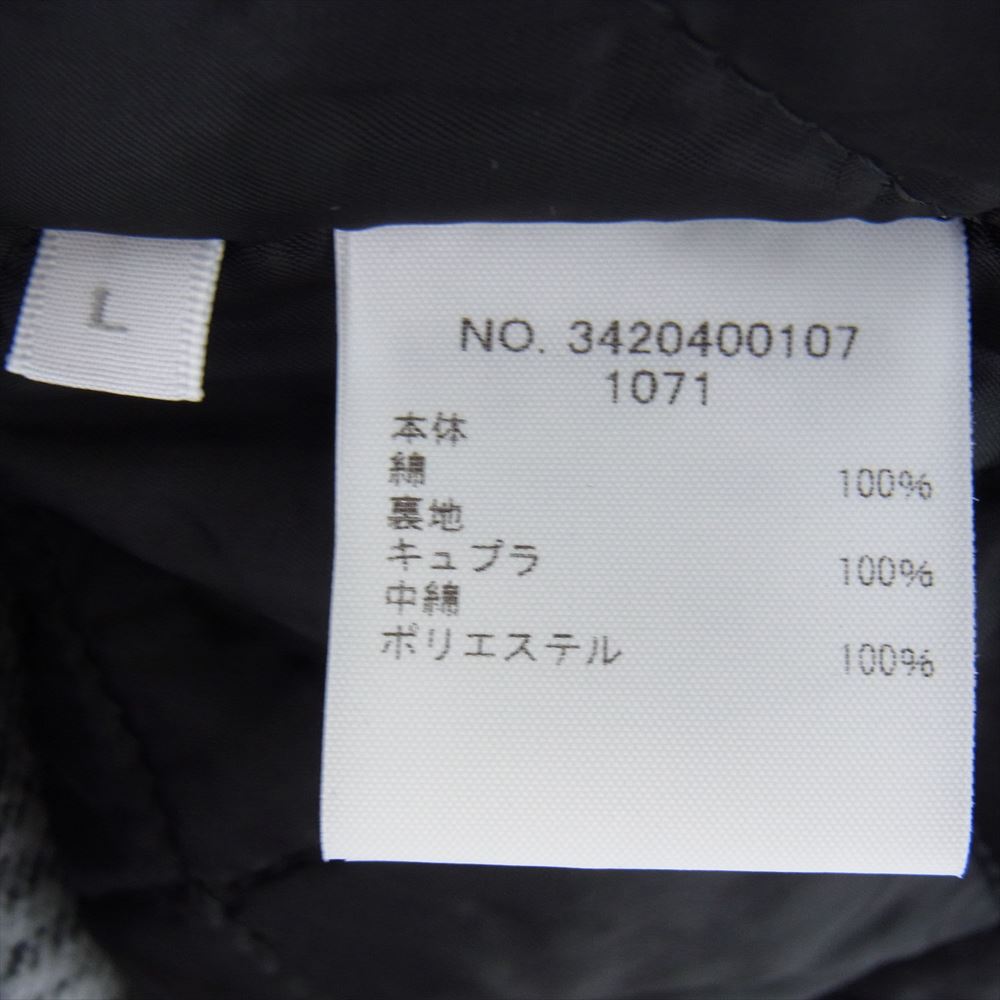 L
NO. 3420400107
1071
本体
綿 100%
裏地
キュプラ 100%
中綿
ポリエステル 100%